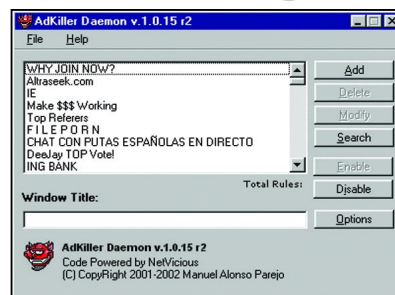 AdKiller Daemon v.1.0.15 r2
File Help
WHY JOIN NOW?
Altraseek.com
IE
Make $$$ Working
Top Referers
F I L E P O R N
CHAT CON PUTAS ESPAÑOLAS EN DIRECTO
DeeJay TOP Vote!
ING BANK
Add
Delete
Modify
Search
Enable
Disable
Options
Total Rules:
Window Title:
AdKiller Daemon v.1.0.15 r2
Code Powered by NetVicious
(C) CopyRight 2001-2002 Manuel Alonso Parejo